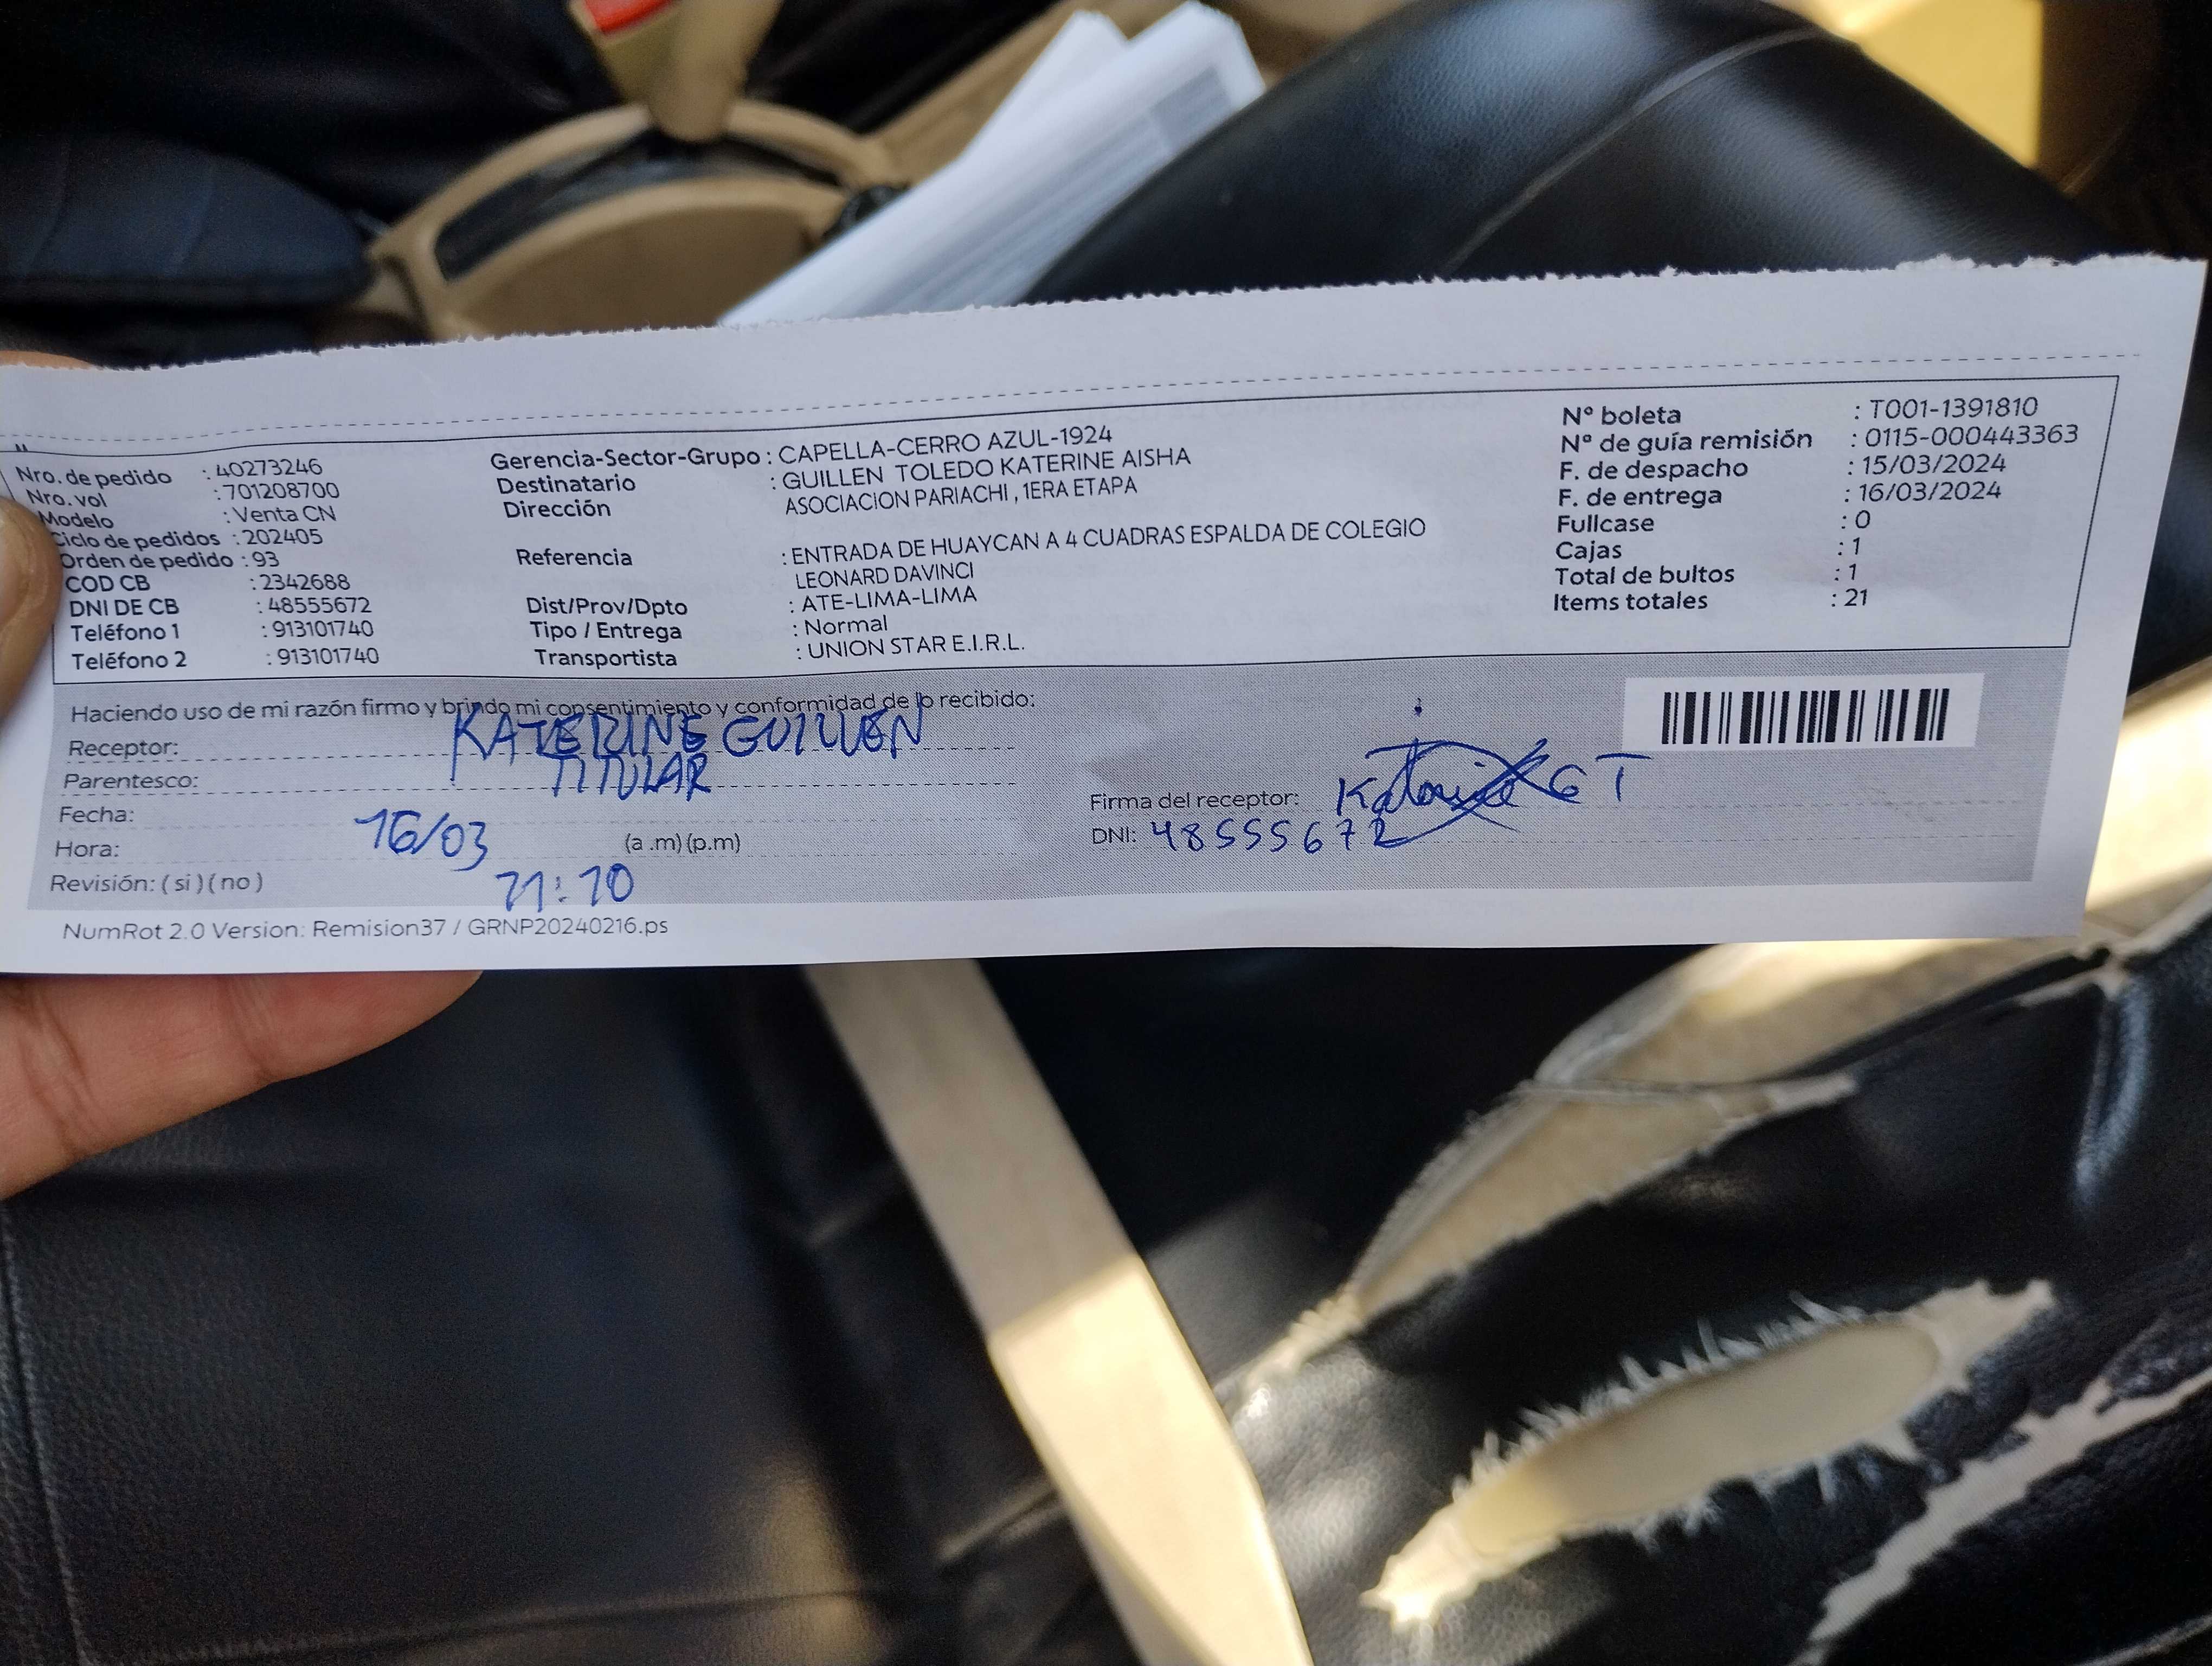 Nro. de pedido : 40273246
Nro. vol : 701208700
Modelo : Venta CN
Ciclo de pedidos : 202405
Orden de pedido : 93
COD CB : 2342688
DNI DE CB : 48555672
Teléfono 1 : 913101740
Teléfono 2 : 913101740
Gerencia-Sector-Grupo : CAPELLA-CERRO AZUL-1924
Destinatario : GUILLEN TOLEDO KATERINE AISHA
Dirección ASOCIACION PARIACHI , 1ERA ETAPA
Referencia : ENTRADA DE HUAYCAN A 4 CUADRAS ESPALDA DE COLEGIO
LEONARD DAVINCI
Dist/Prov/Dpto : ATE-LIMA-LIMA
Tipo / Entrega : Normal
Transportista : UNION STAR E.I.R.L.
N° boleta : T001-1391810
N° de guía remisión : 0115-000443363
F. de despacho : 15/03/2024
F. de entrega : 16/03/2024
Fullcase : 0
Cajas : 1
Total de bultos : 1
Items totales : 21
Haciendo uso de mi razón firmo y brindo mi consentimiento y conformidad de lo recibido:
Receptor: KATERINE GUILLEN
Parentesco: TITULAR
Fecha: 16/03
Hora: (a .m) (p.m)
11:10
Revisión: ( si ) ( no )
Firma del receptor: Katerine G T
DNI: 48555672
NumRot 2.0 Version: Remision37 / GRNP20240216.ps